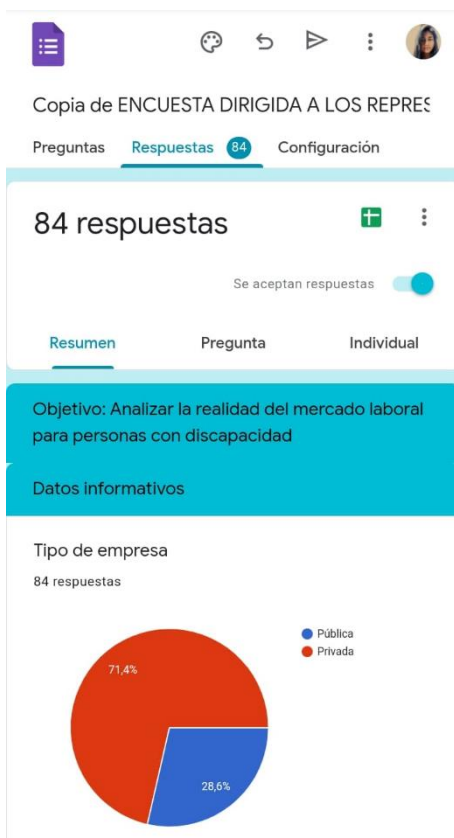 Copia de ENCUESTA DIRIGIDA A LOS REPRES
Preguntas Respuestas 84 Configuración
84 respuestas
Se aceptan respuestas
Resumen Pregunta Individual
Objetivo: Analizar la realidad del mercado laboral
para personas con discapacidad
Datos informativos
Tipo de empresa
84 respuestas
Pública
Privada
71,4%
28,6%